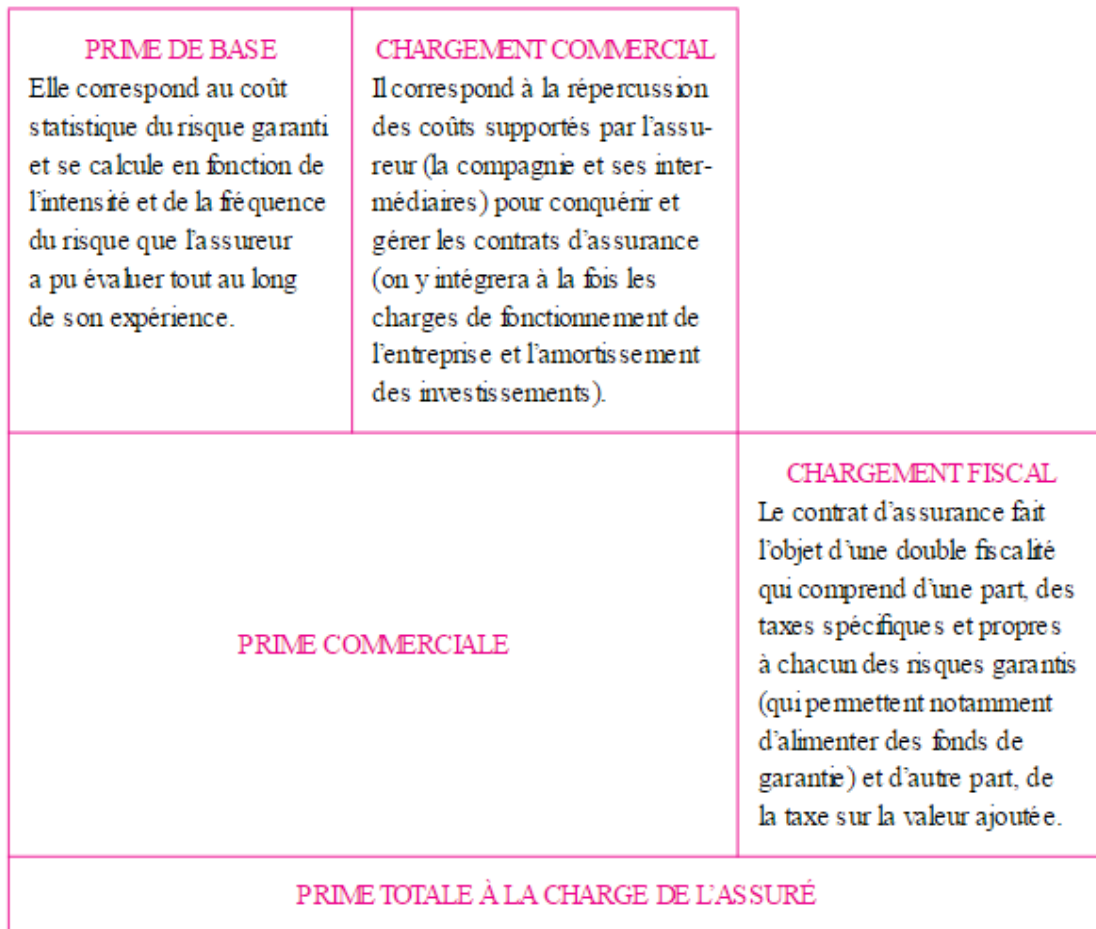 PRIME DE BASE
Elle correspond au coût
statistique du risque garanti
et se calcule en fonction de
l'intensité et de la fréquence
du risque que l'assureur
a pu évaluer tout au long
de son expérience.
CHARGEMENT COMMERCIAL
Il correspond à la répercussion
des coûts supportés par l'assu-
reur (la compagnie et ses inter-
médiaires) pour conquérir et
gérer les contrats d'assurance
(on y intégrera à la fois les
charges de fonctionnement de
l'entreprise et l'amortissement
des investissements).
PRIME COMMERCIALE
CHARGEMENT FISCAL
Le contrat d'assurance fait
l'objet d'une double fiscalité
qui comprend d'une part, des
taxes spécifiques et propres
à chacun des risques garantis
(qui permettent notamment
d'alimenter des fonds de
garantie) et d'autre part, de
la taxe sur la valeur ajoutée.
PRIME TOTALE À LA CHARGE DE L'ASSURÉ